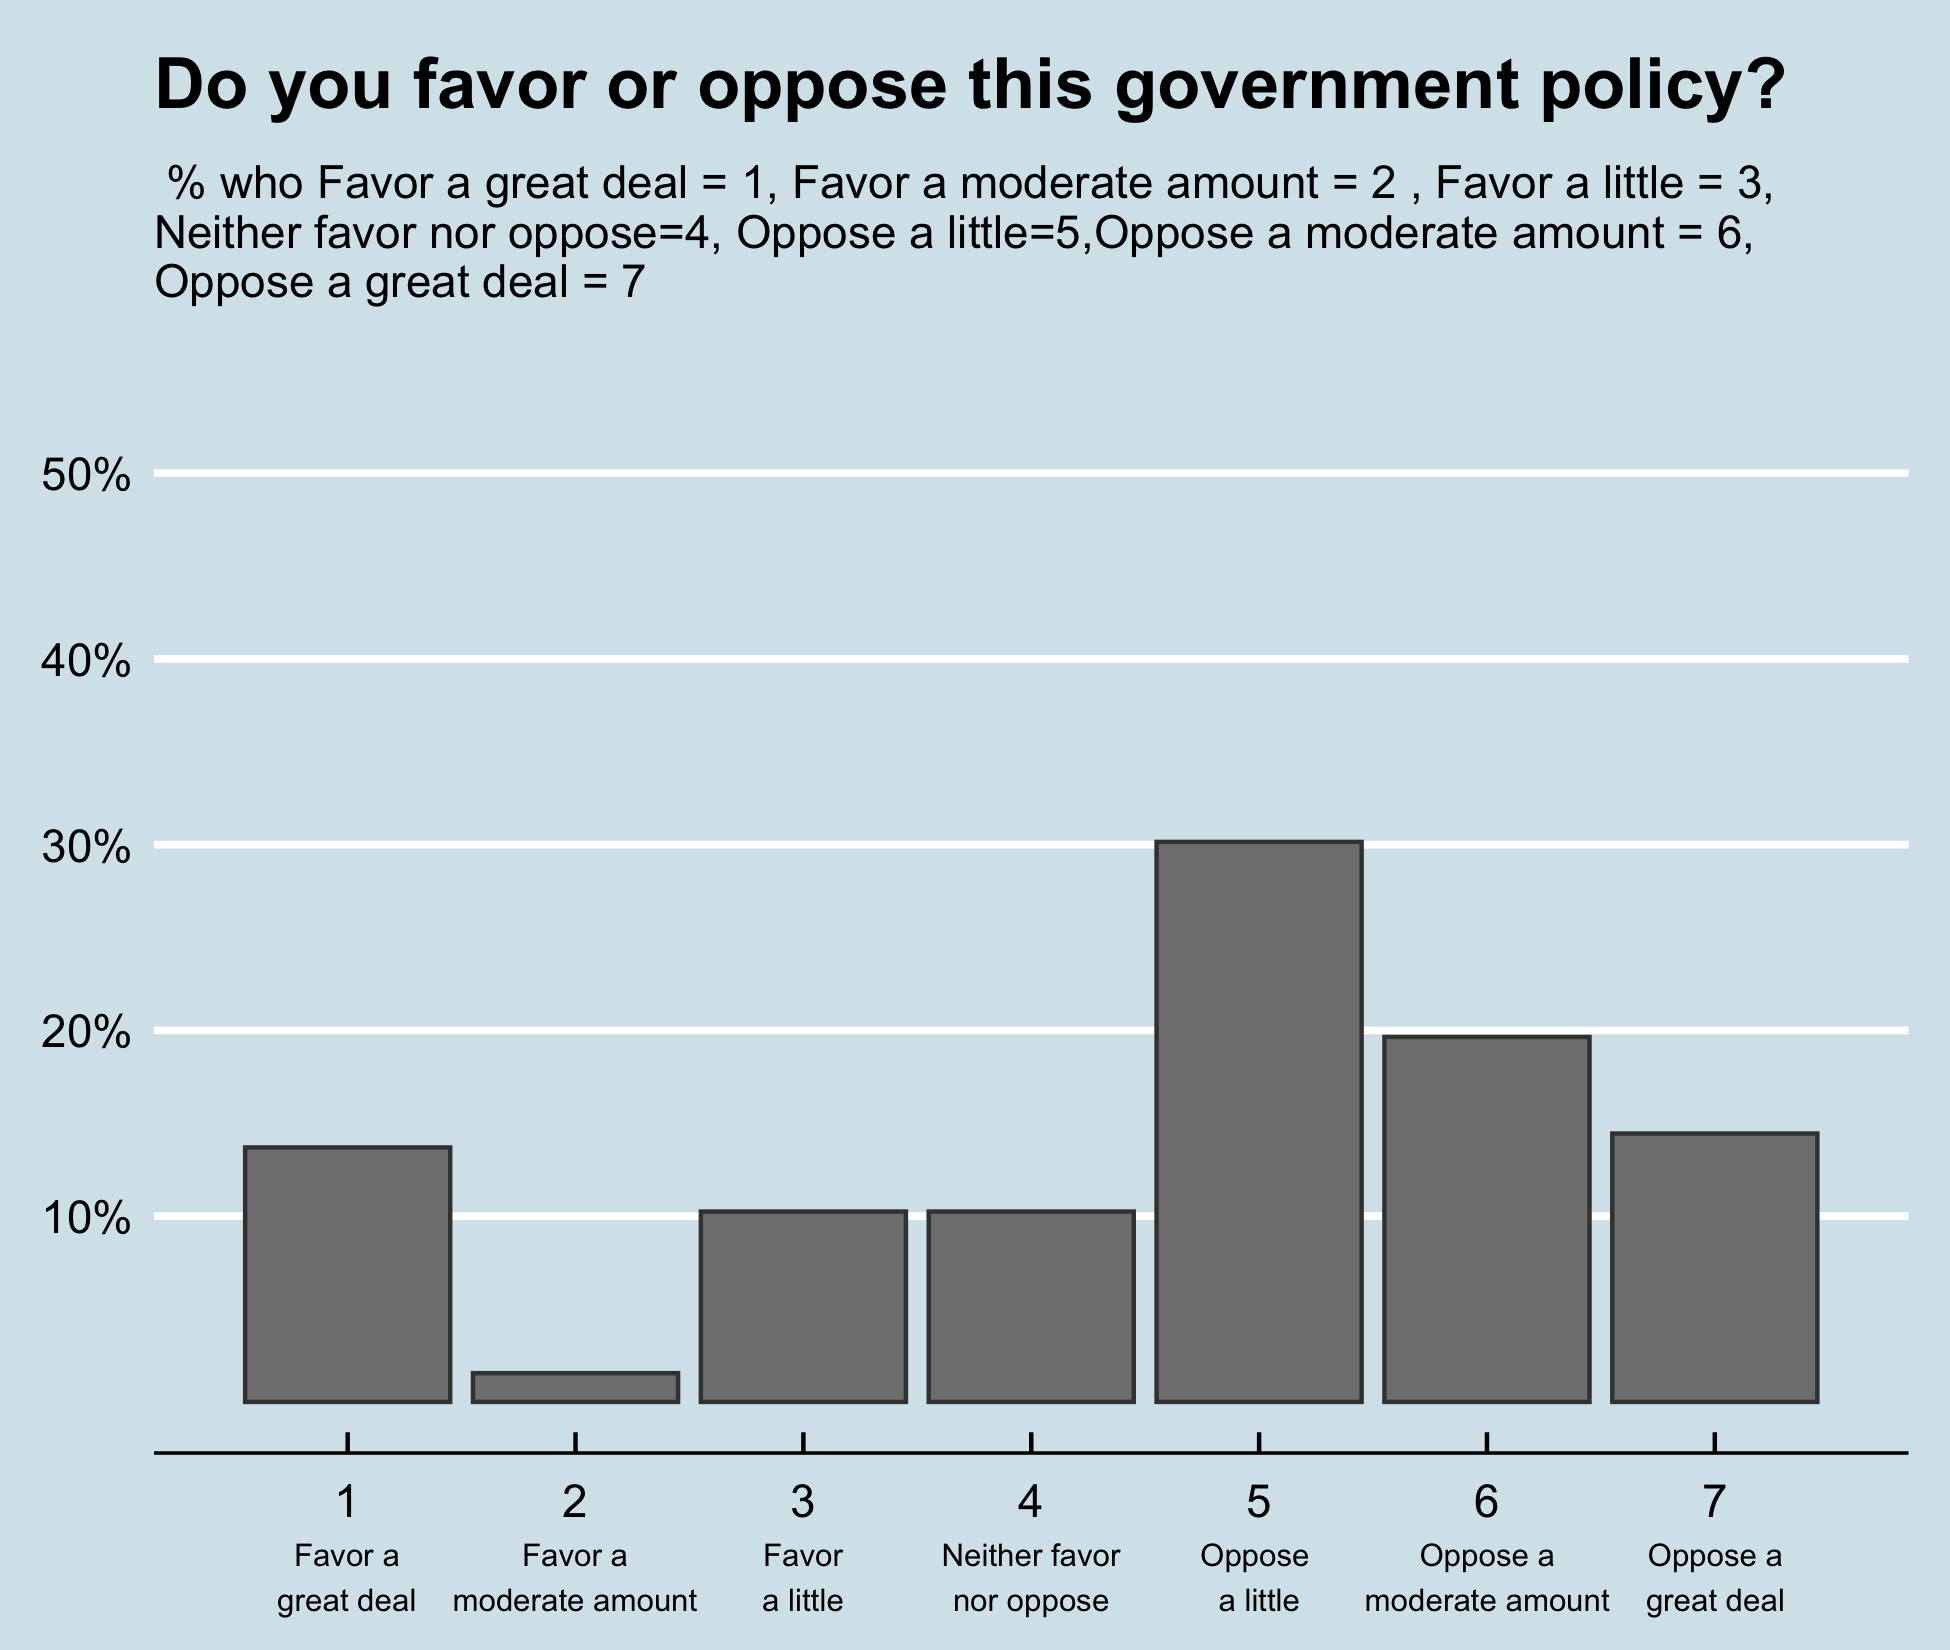 Do you favor or oppose this government policy?
% who Favor a great deal = 1, Favor a moderate amount = 2 , Favor a little = 3,
Neither favor nor oppose=4, Oppose a little=5,Oppose a moderate amount = 6,
Oppose a great deal = 7
50%
40%
30%
20%
10%
1 2 3 4 5 6 7
Favor a Favor a Favor Neither favor Oppose Oppose a Oppose a
great deal moderate amount a little nor oppose a little moderate amount great deal